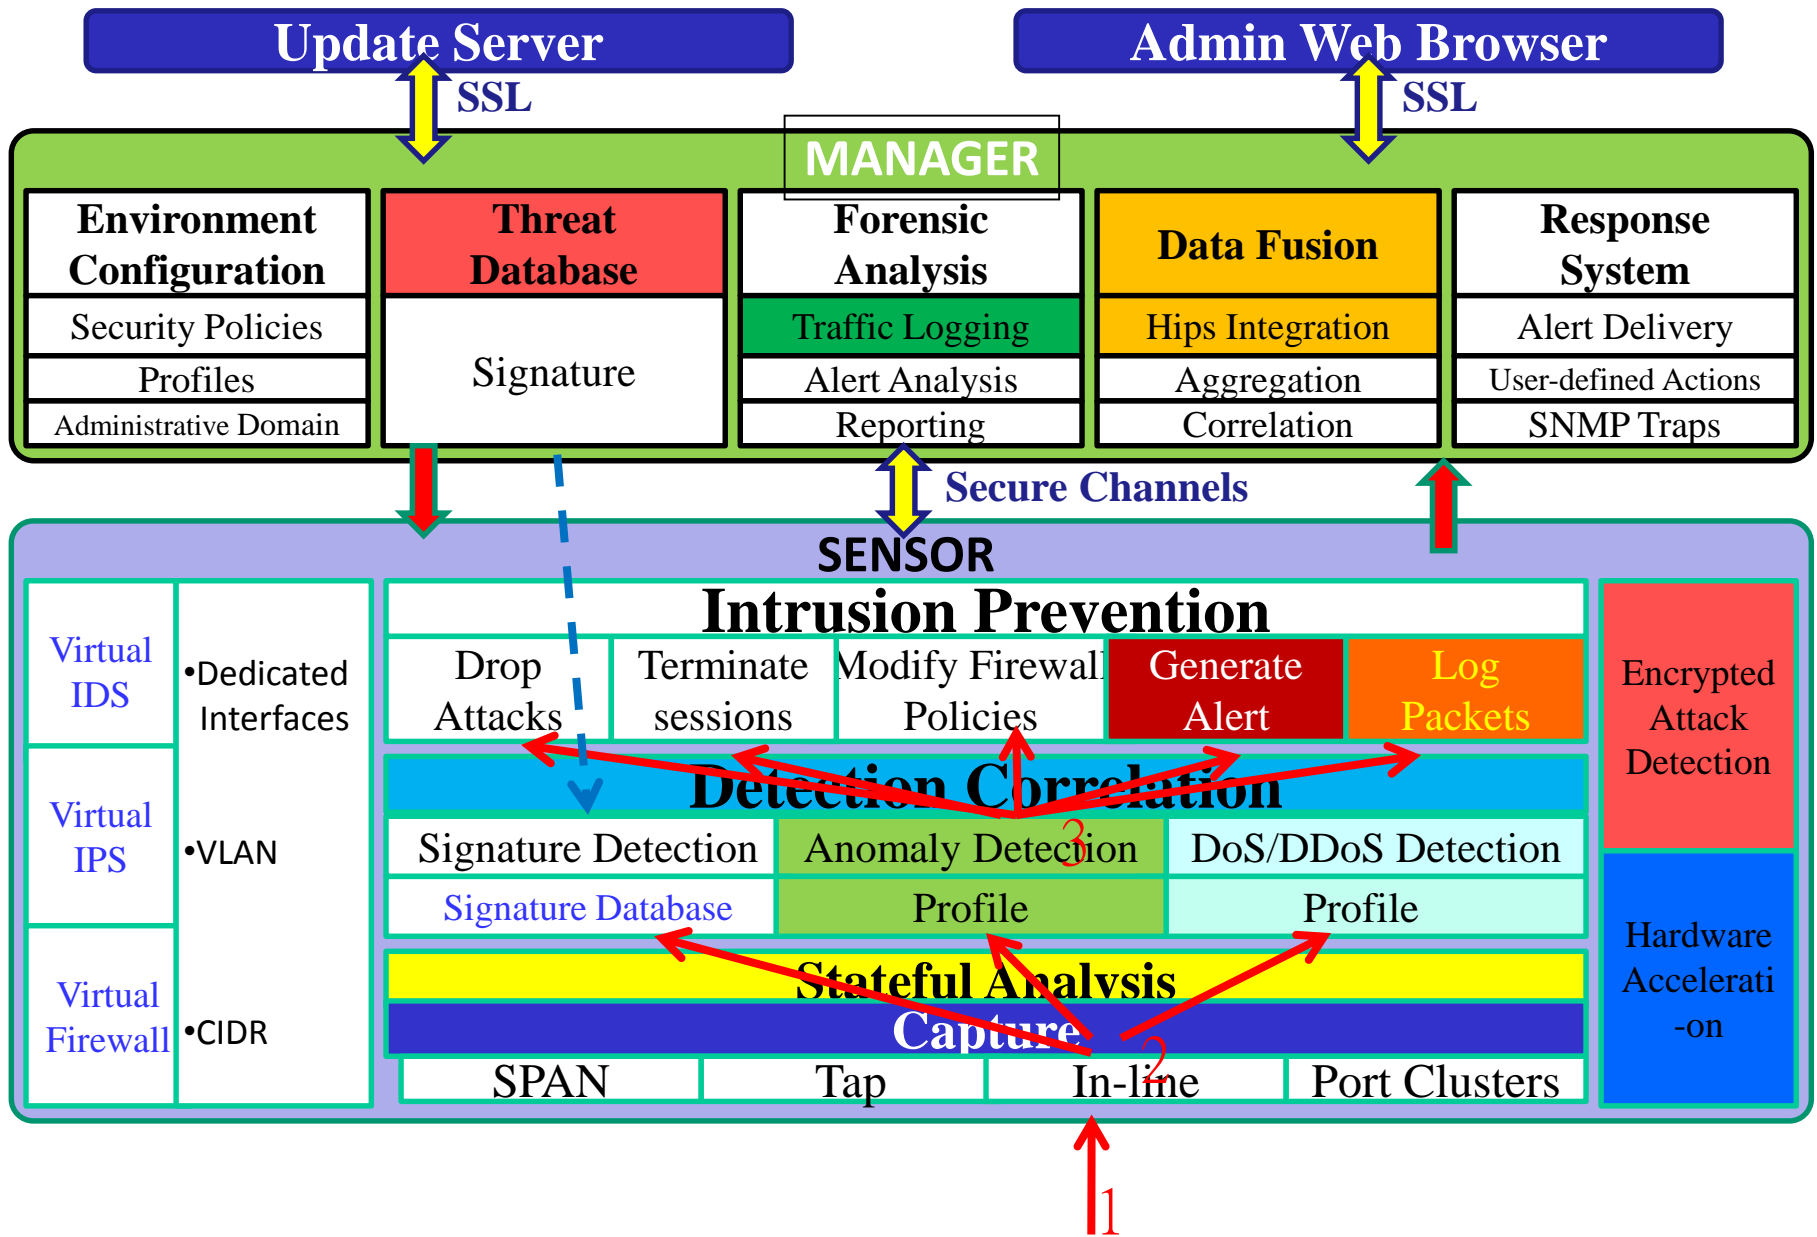 Update Server
Admin Web Browser
SSL
SSL
MANAGER
Environment
Configuration
Security Policies
Profiles
Administrative Domain
Threat
Database
Signature
Forensic
Analysis
Traffic Logging
Alert Analysis
Reporting
Data Fusion
Hips Integration
Aggregation
Correlation
Response
System
Alert Delivery
User-defined Actions
SNMP Traps
Secure Channels
SENSOR
Virtual
IDS
Virtual
IPS
Virtual
Firewall
•Dedicated
Interfaces
•VLAN
•CIDR
Intrusion Prevention
Drop
Attacks
Terminate
sessions
Modify Firewall
Policies
Generate
Alert
Log
Packets
Detection Correlation
Signature Detection
Anomaly Detection
DoS/DDoS Detection
3
Signature Database
Profile
Profile
Stateful Analysis
Capture
2
SPAN
Tap
In-line
Port Clusters
1
Encrypted
Attack
Detection
Hardware
Accelerati
-on